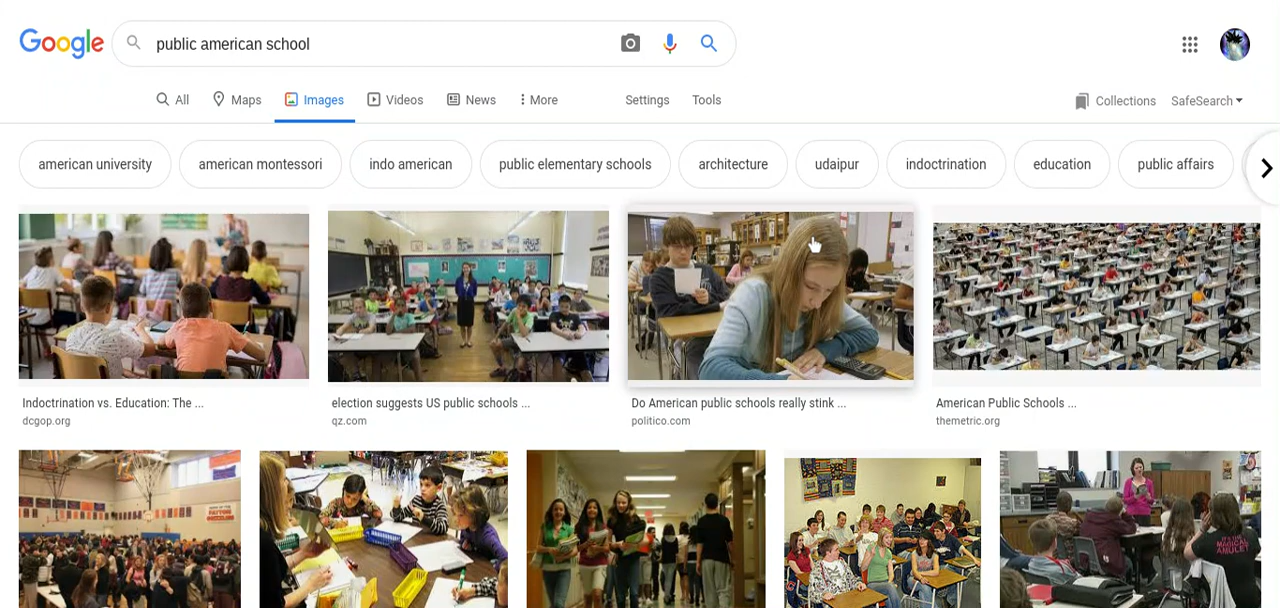 Google
public american school
All
Maps
Images
Videos
News
More
Settings
Tools
Collections
SafeSearch
american university
american montessori
indo american
public elementary schools
architecture
udaipur
indoctrination
education
public affairs
Indoctrination vs. Education: The ...
dcgop.org
election suggests US public schools ...
qz.com
Do American public schools really stink ...
politico.com
American Public Schools ...
themetric.org
MAGICAL
AMULET